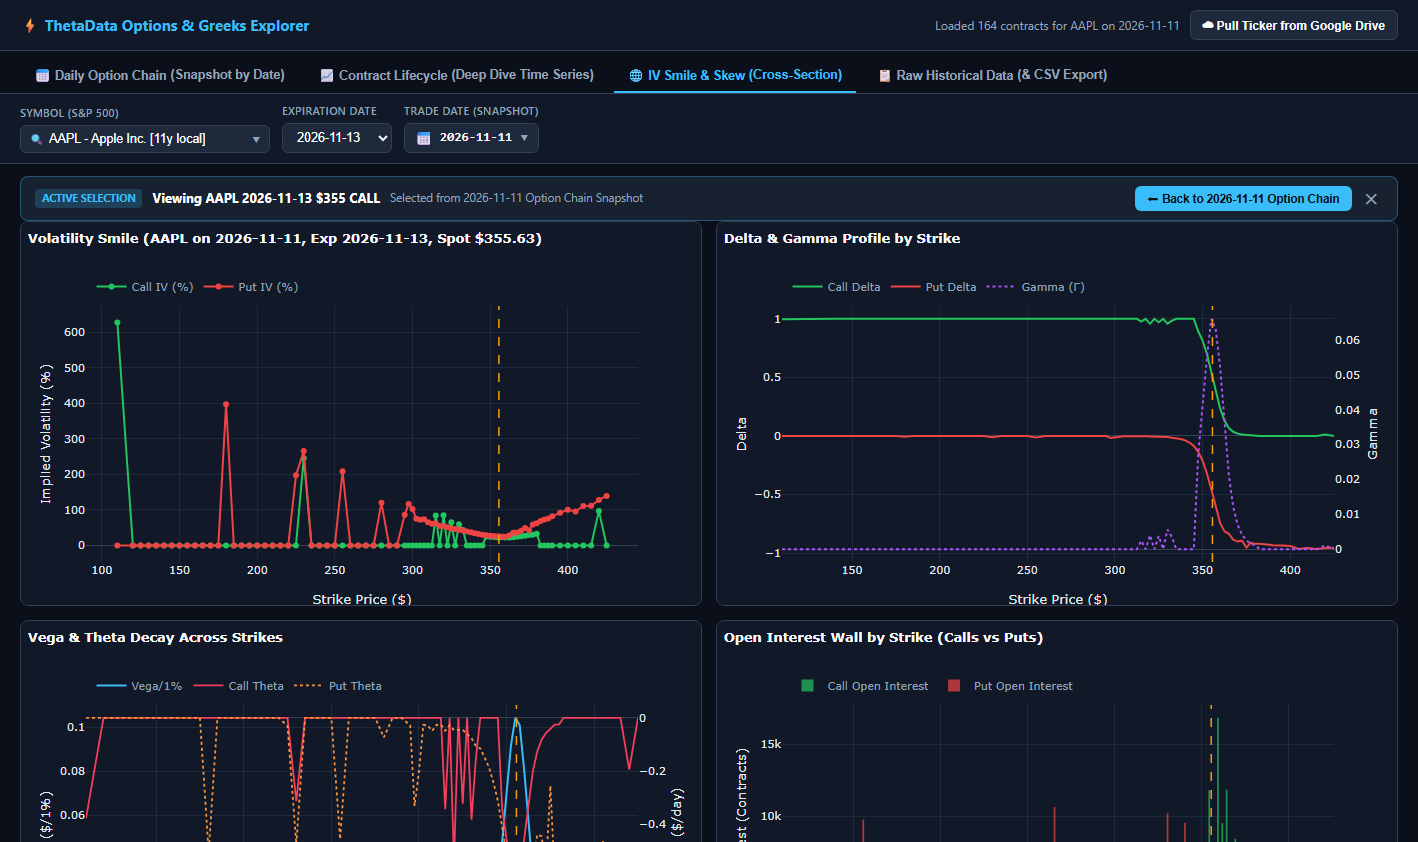 ThetaData Options & Greeks Explorer
Loaded 164 contracts for AAPL on 2026-11-11
Pull Ticker from Google Drive
Daily Option Chain (Snapshot by Date)
Contract Lifecycle (Deep Dive Time Series)
IV Smile & Skew (Cross-Section)
Raw Historical Data (& CSV Export)
SYMBOL (S&P 500)
EXPIRATION DATE
TRADE DATE (SNAPSHOT)
AAPL - Apple Inc. [11y local]
2026-11-13
2026-11-11
ACTIVE SELECTION
Viewing AAPL 2026-11-13 $355 CALL
Selected from 2026-11-11 Option Chain Snapshot
← Back to 2026-11-11 Option Chain
Volatility Smile (AAPL on 2026-11-11, Exp 2026-11-13, Spot $355.63)
Call IV (%)
Put IV (%)
Implied Volatility (%)
600
500
400
300
200
100
0
100
150
200
250
300
350
400
Strike Price ($)
Delta & Gamma Profile by Strike
Call Delta
Put Delta
Gamma (Γ)
Delta
1
0.5
0
−0.5
−1
0.06
0.05
0.04
0.03
0.02
0.01
0
Gamma
150
200
250
300
350
400
Strike Price ($)
Vega & Theta Decay Across Strikes
Vega/1%
Call Theta
Put Theta
0.1
0.08
0.06
($/1%)
0
−0.2
−0.4
($/day)
Open Interest Wall by Strike (Calls vs Puts)
Call Open Interest
Put Open Interest
15k
10k
est (Contracts)